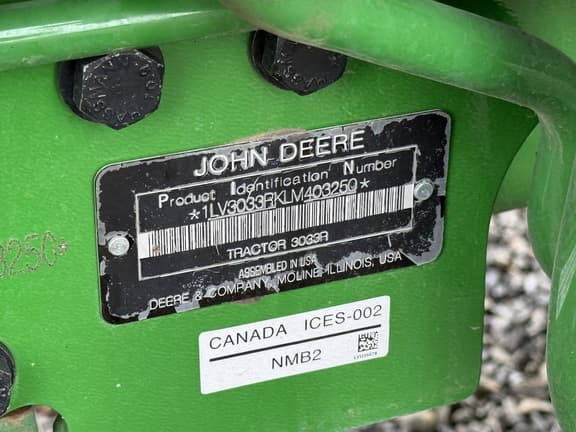 JOHN DEERE
Product Identification Number
*1LV3033RKLM403250*
TRACTOR 3033R
ASSEMBLED IN USA
DEERE & COMPANY, MOLINE, ILLINOIS, USA
CANADA ICES-002
NMB2
3250*